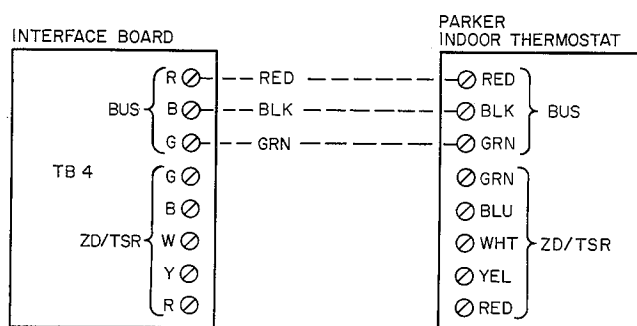 INTERFACE BOARD
PARKER
INDOOR THERMOSTAT
R RED RED
BUS B BLK BLK BUS
G GRN GRN
TB 4
G GRN
B BLU
ZD/TSR W WHT ZD/TSR
Y YEL
R RED